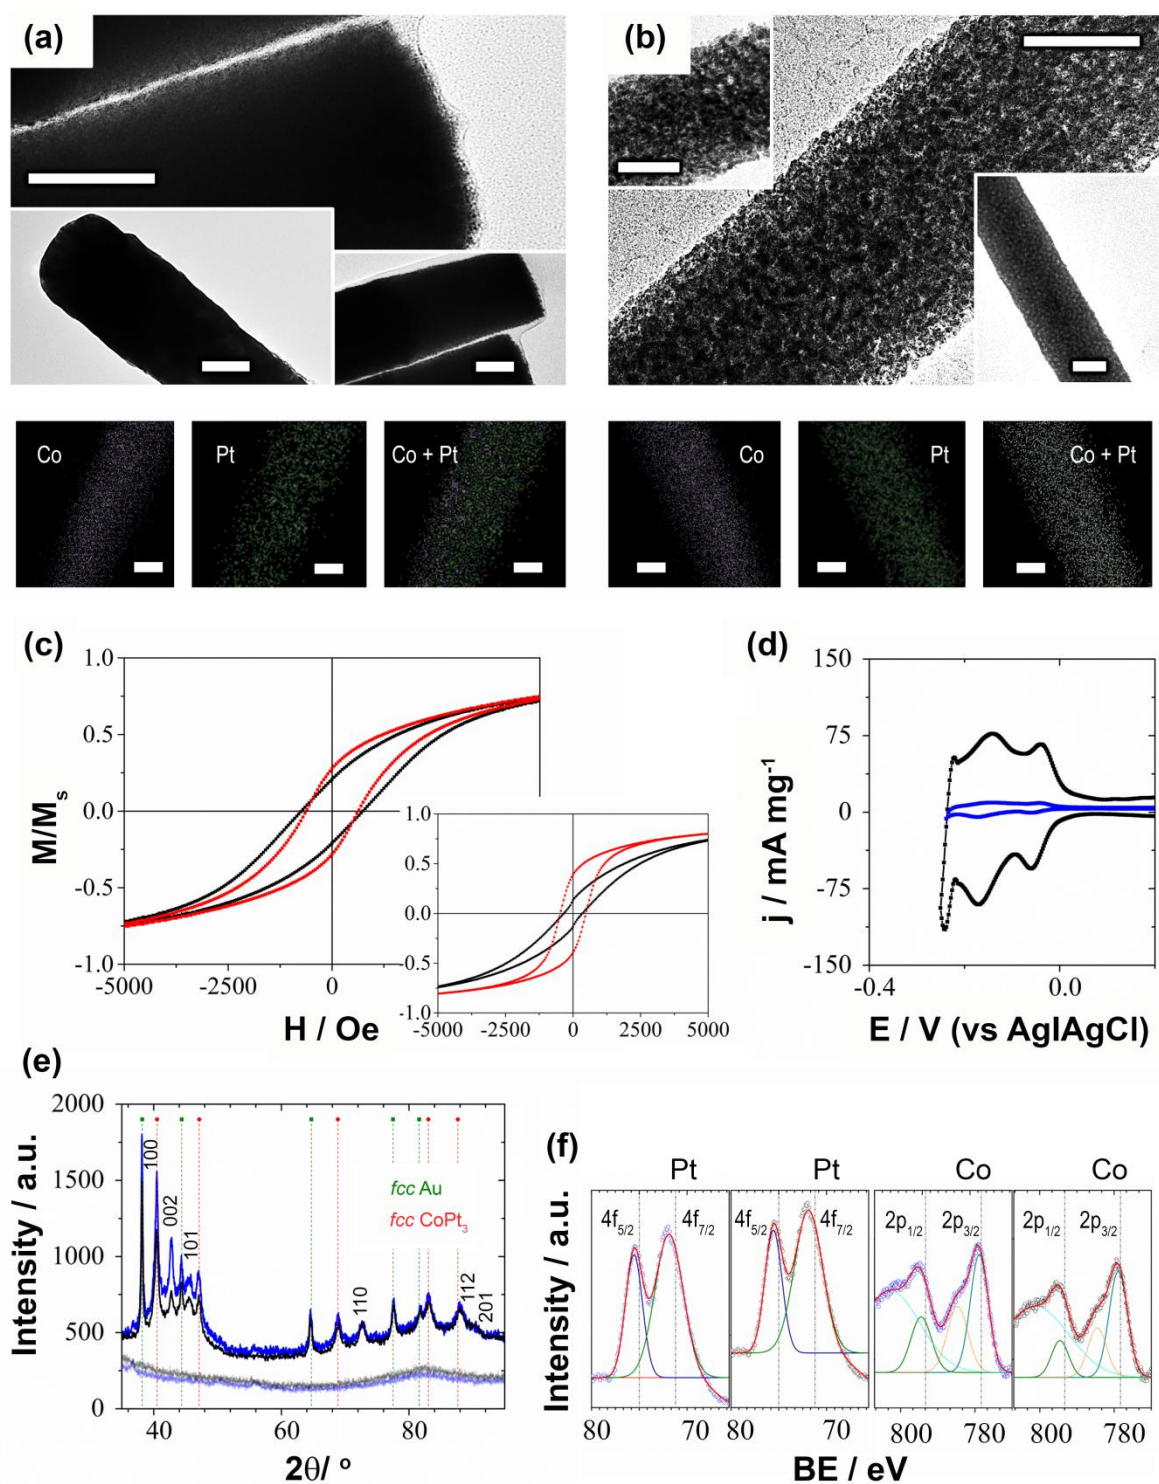 (a)
(b)
Co
Pt
Co + Pt
Co
Pt
Co + Pt
(c)
1.0
0.5
0.0
-0.5
-1.0
M/Ms
-5000
-2500
0
H / Oe
1.0
0.5
0.0
-0.5
-1.0
-5000
-2500
0
2500
5000
(d)
150
75
0
-75
-150
j / mA mg-1
-0.4
0.0
E / V (vs Ag|AgCl)
(e)
2000
1500
1000
500
0
Intensity / a.u.
100
002
101
110
112
201
fcc Au
fcc CoPt3
40
60
80
2θ/ °
(f)
Pt
Pt
Co
Co
4f5/2
4f7/2
4f5/2
4f7/2
2p1/2
2p3/2
2p1/2
2p3/2
Intensity / a.u.
80
70
80
70
800
780
800
780
BE / eV